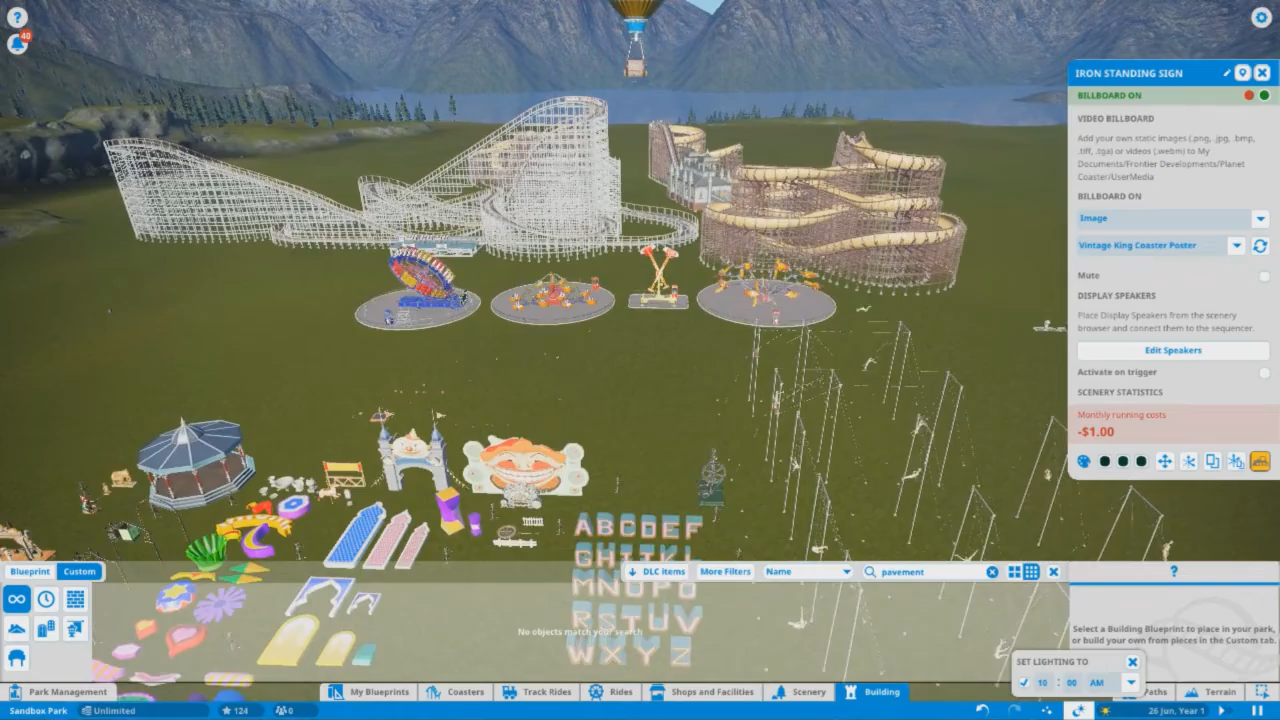 ?
40
IRON STANDING SIGN
BILLBOARD ON
VIDEO BILLBOARD
Add your own static images (.png, .jpg, .bmp,
.tiff, .tga) or videos (.webm) to My
Documents/Frontier Developments/Planet
Coaster/UserMedia
BILLBOARD ON
Image
Vintage King Coaster Poster
Mute
DISPLAY SPEAKERS
Place Display Speakers from the scenery
browser and connect them to the sequencer.
Edit Speakers
Activate on trigger
SCENERY STATISTICS
Monthly running costs
-$1.00
ABCDEF
GHIJKL
MNOPQ
RSTUV
WXYZ
Blueprint Custom
DLC items More Filters Name pavement
No objects match your search
?
Select a Building Blueprint to place in your park,
or build your own from pieces in the Custom tab.
SET LIGHTING TO
10 : 00 AM
Park Management My Blueprints Coasters Track Rides Rides Shops and Facilities Scenery Building Paths Terrain
Sandbox Park Unlimited 124 0 26 Jun, Year 1